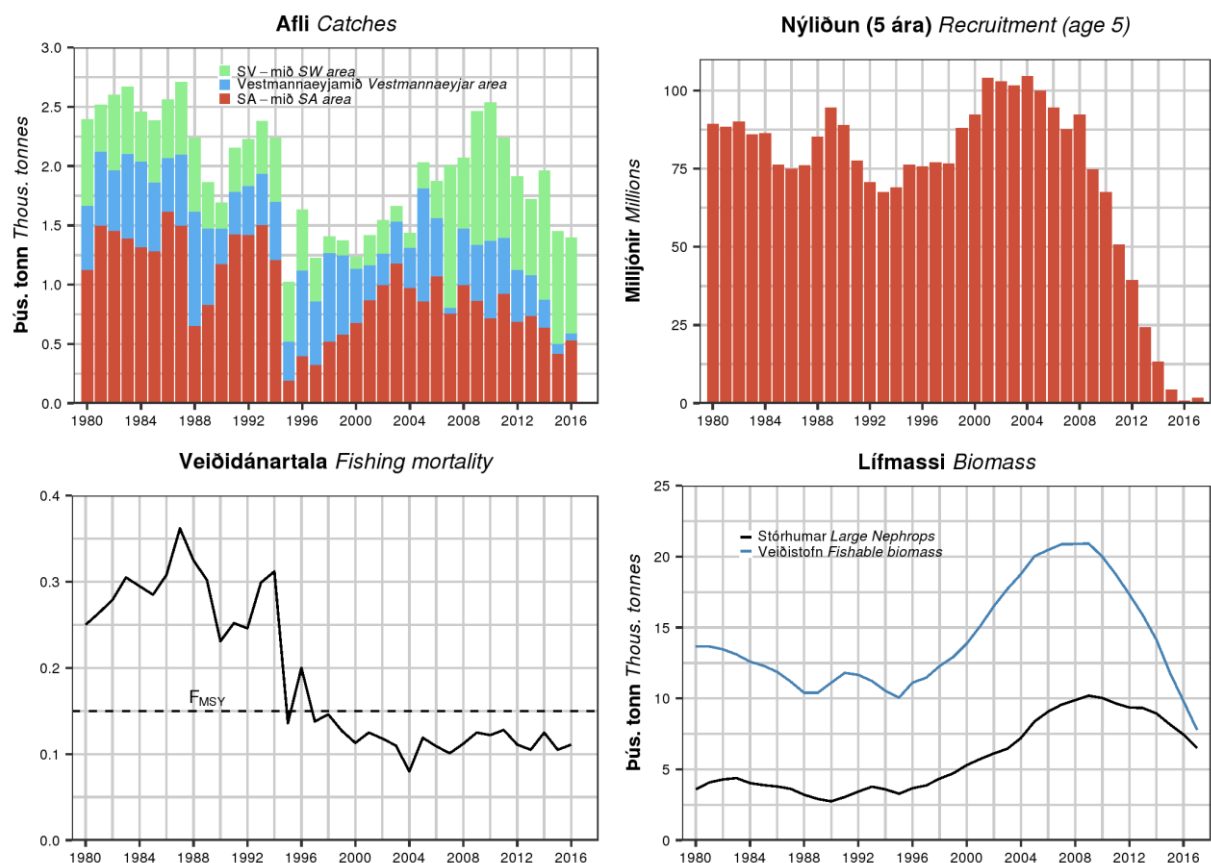 Afli Catches
Þús. tonn Thous. tonnes
3.0
2.5
2.0
1.5
1.0
0.5
0.0
SV – mið SW area
Vestmannaeyjamið Vestmannaeyjar area
SA – mið SA area
1980 1984 1988 1992 1996 2000 2004 2008 2012 2016
Nýliðun (5 ára) Recruitment (age 5)
Milljónir Millions
100
75
50
25
0
1980 1984 1988 1992 1996 2000 2004 2008 2012 2016
Veiðidánartala Fishing mortality
0.4
0.3
0.2
0.1
0.0
FMSY
1980 1984 1988 1992 1996 2000 2004 2008 2012 2016
Lífmassi Biomass
Þús. tonn Thous. tonnes
25
20
15
10
5
0
Stórhumar Large Nephrops
Veiðistofn Fishable biomass
1980 1984 1988 1992 1996 2000 2004 2008 2012 2016